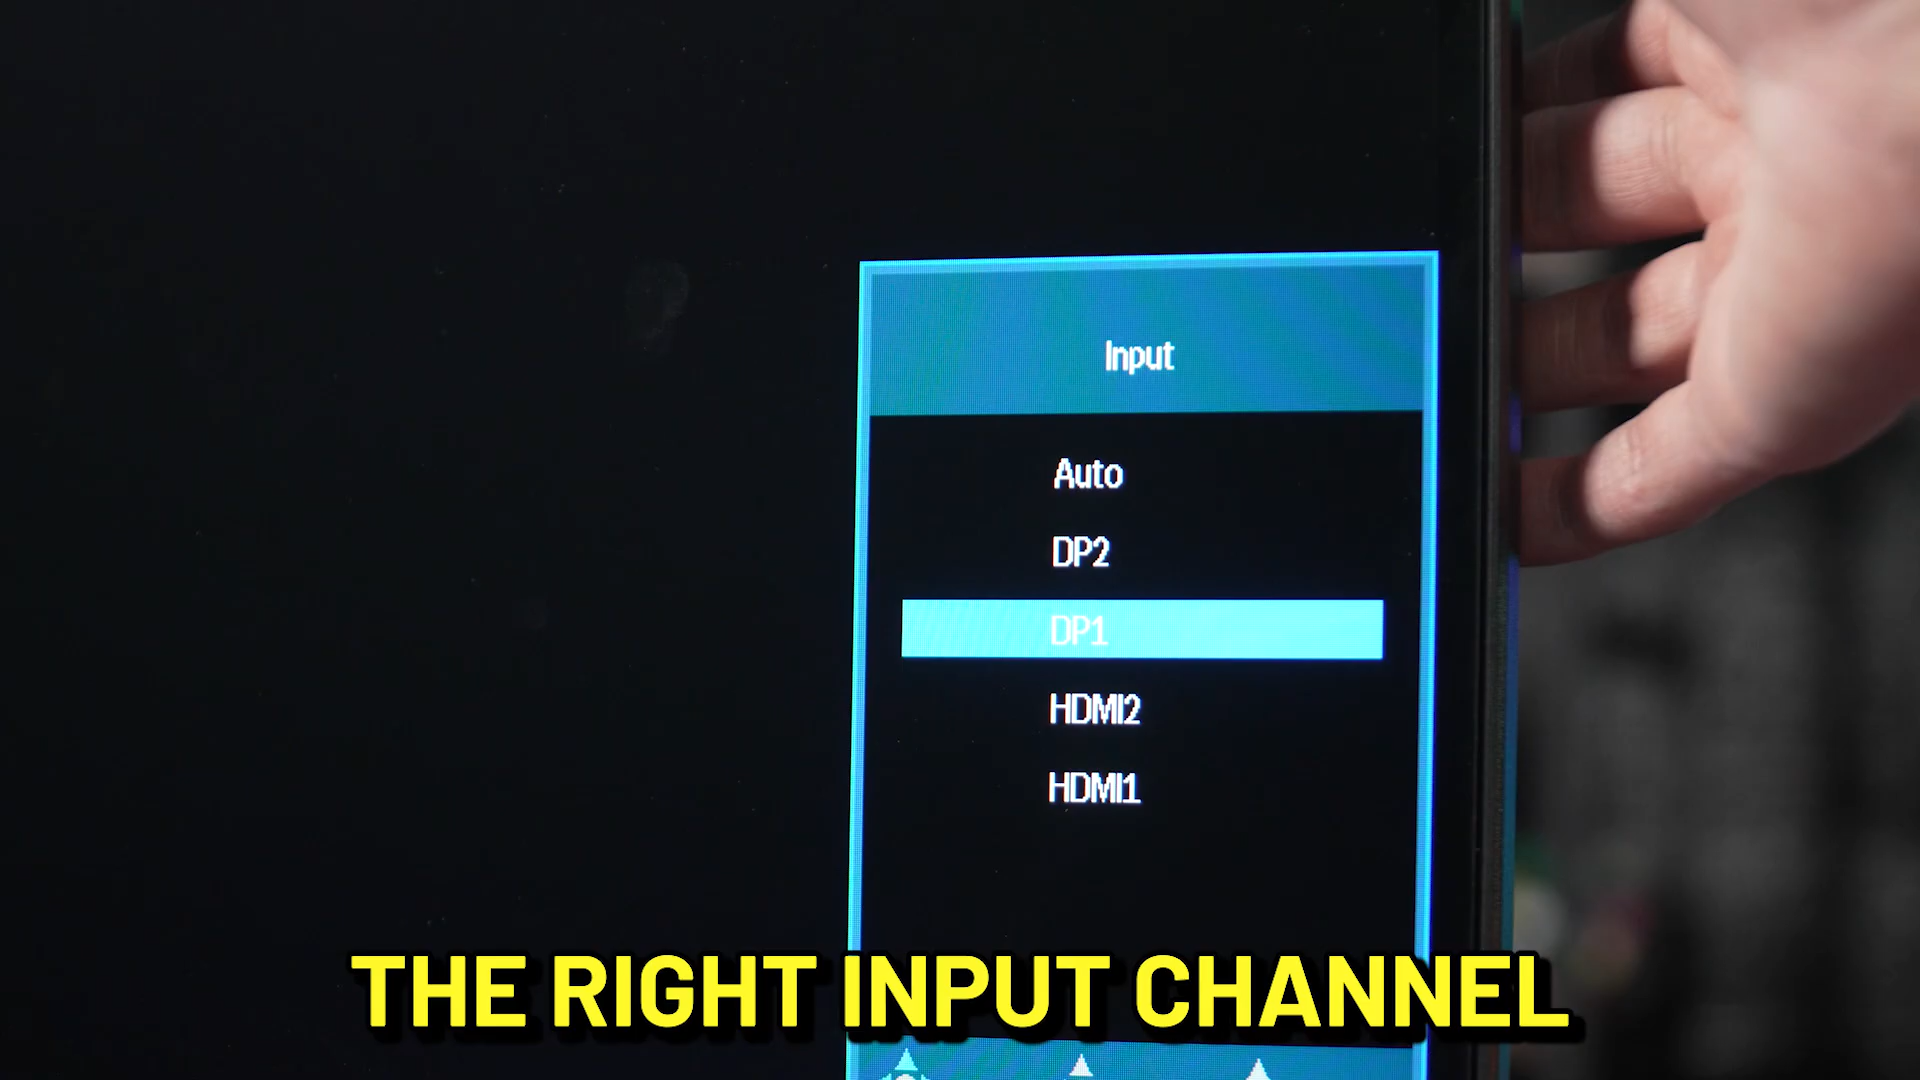 Input
Auto
DP2
DP1
HDMI2
HDMI1
THE RIGHT INPUT CHANNEL